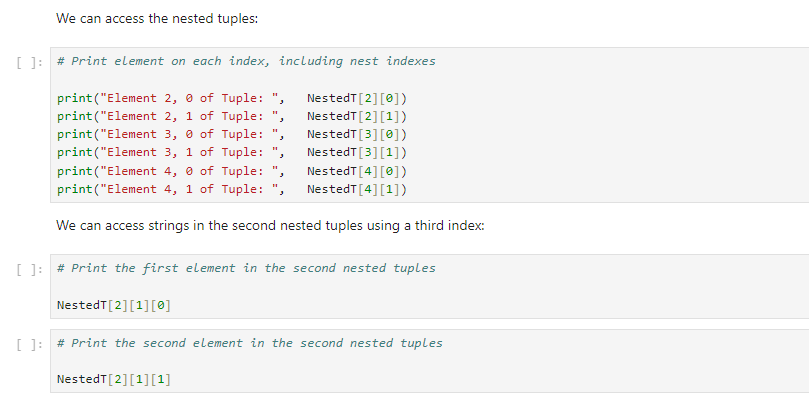 We can access the nested tuples:
[ ]: # Print element on each index, including nest indexes
print("Element 2, 0 of Tuple: ",   NestedT[2][0])
print("Element 2, 1 of Tuple: ",   NestedT[2][1])
print("Element 3, 0 of Tuple: ",   NestedT[3][0])
print("Element 3, 1 of Tuple: ",   NestedT[3][1])
print("Element 4, 0 of Tuple: ",   NestedT[4][0])
print("Element 4, 1 of Tuple: ",   NestedT[4][1])
We can access strings in the second nested tuples using a third index:
[ ]: # Print the first element in the second nested tuples
NestedT[2][1][0]
[ ]: # Print the second element in the second nested tuples
NestedT[2][1][1]